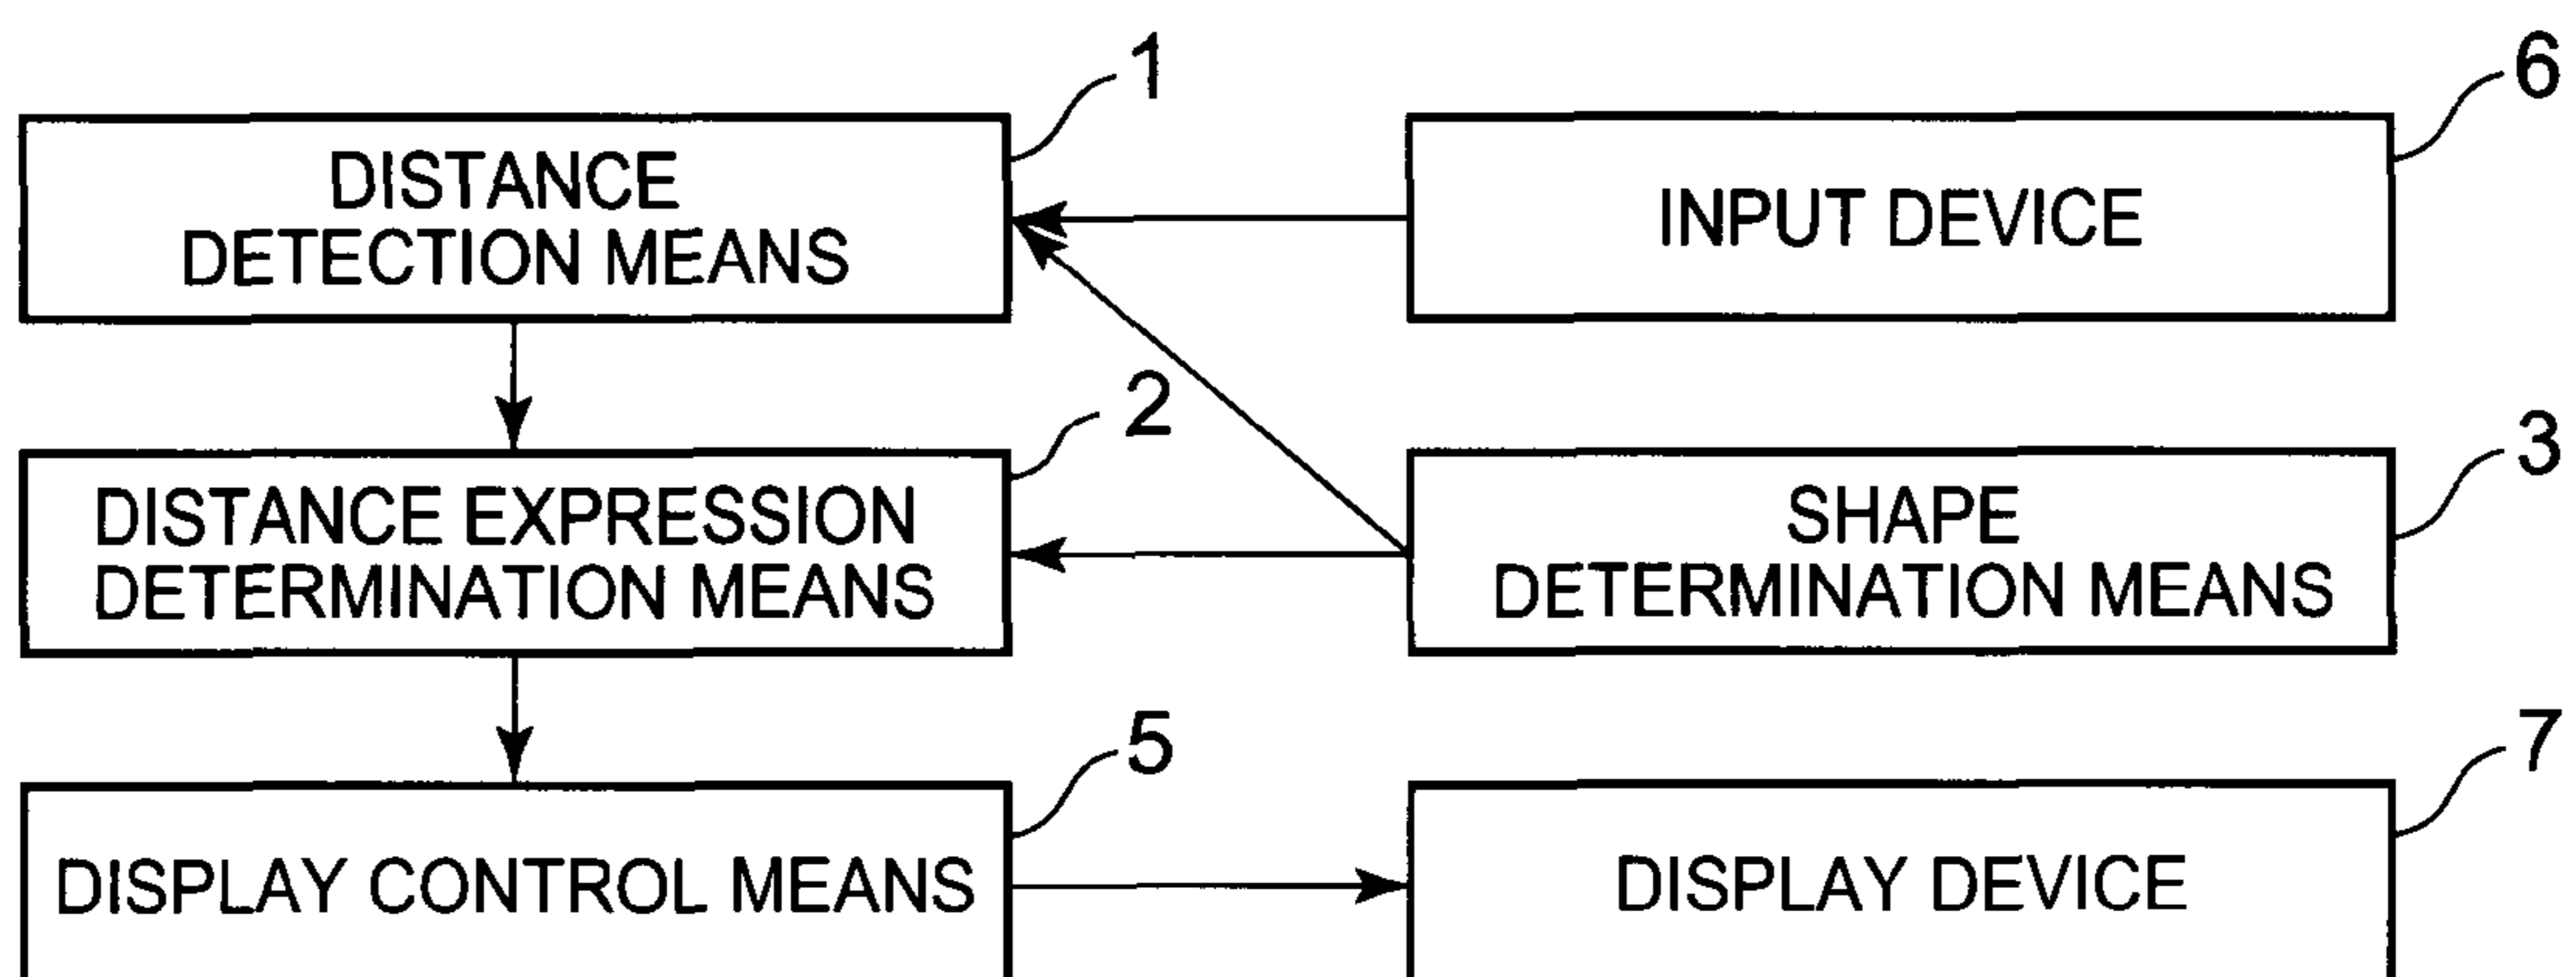 1
6
DISTANCE
DETECTION MEANS
INPUT DEVICE
2
3
DISTANCE EXPRESSION
DETERMINATION MEANS
SHAPE
DETERMINATION MEANS
5
7
DISPLAY CONTROL MEANS
DISPLAY DEVICE